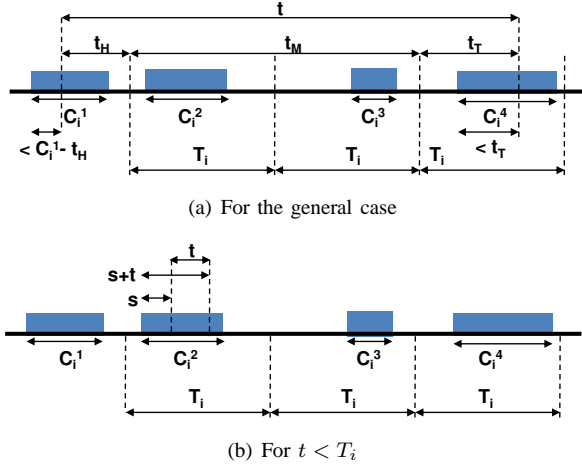 t
t_H t_M t_T
C_i^1 C_i^2 C_i^3 C_i^4
< C_i^1 - t_H < t_T
T_i T_i T_i
(a) For the general case
t
s+t
s
C_i^1 C_i^2 C_i^3 C_i^4
T_i T_i T_i
(b) For t < T_i